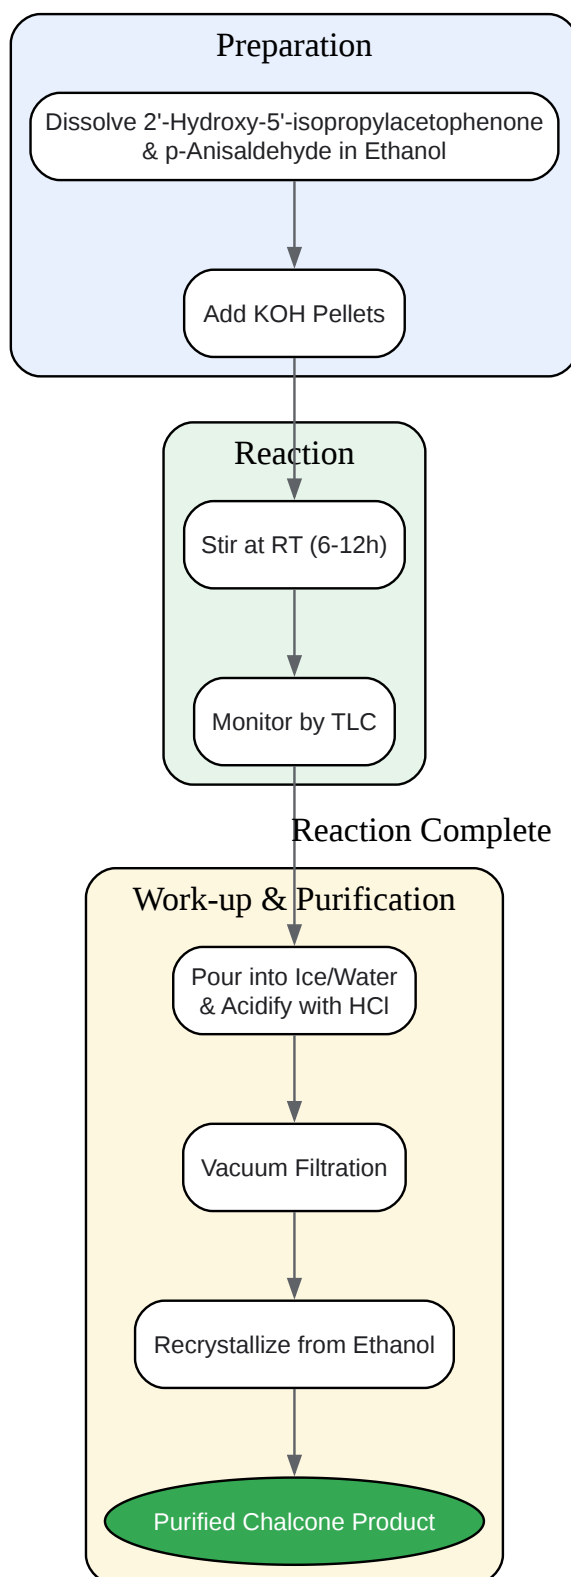 Preparation
Dissolve 2'-Hydroxy-5'-isopropylacetophenone
& p-Anisaldehyde in Ethanol
Add KOH Pellets
Reaction
Stir at RT (6-12h)
Monitor by TLC
Reaction Complete
Work-up & Purification
Pour into Ice/Water
& Acidify with HCl
Vacuum Filtration
Recrystallize from Ethanol
Purified Chalcone Product